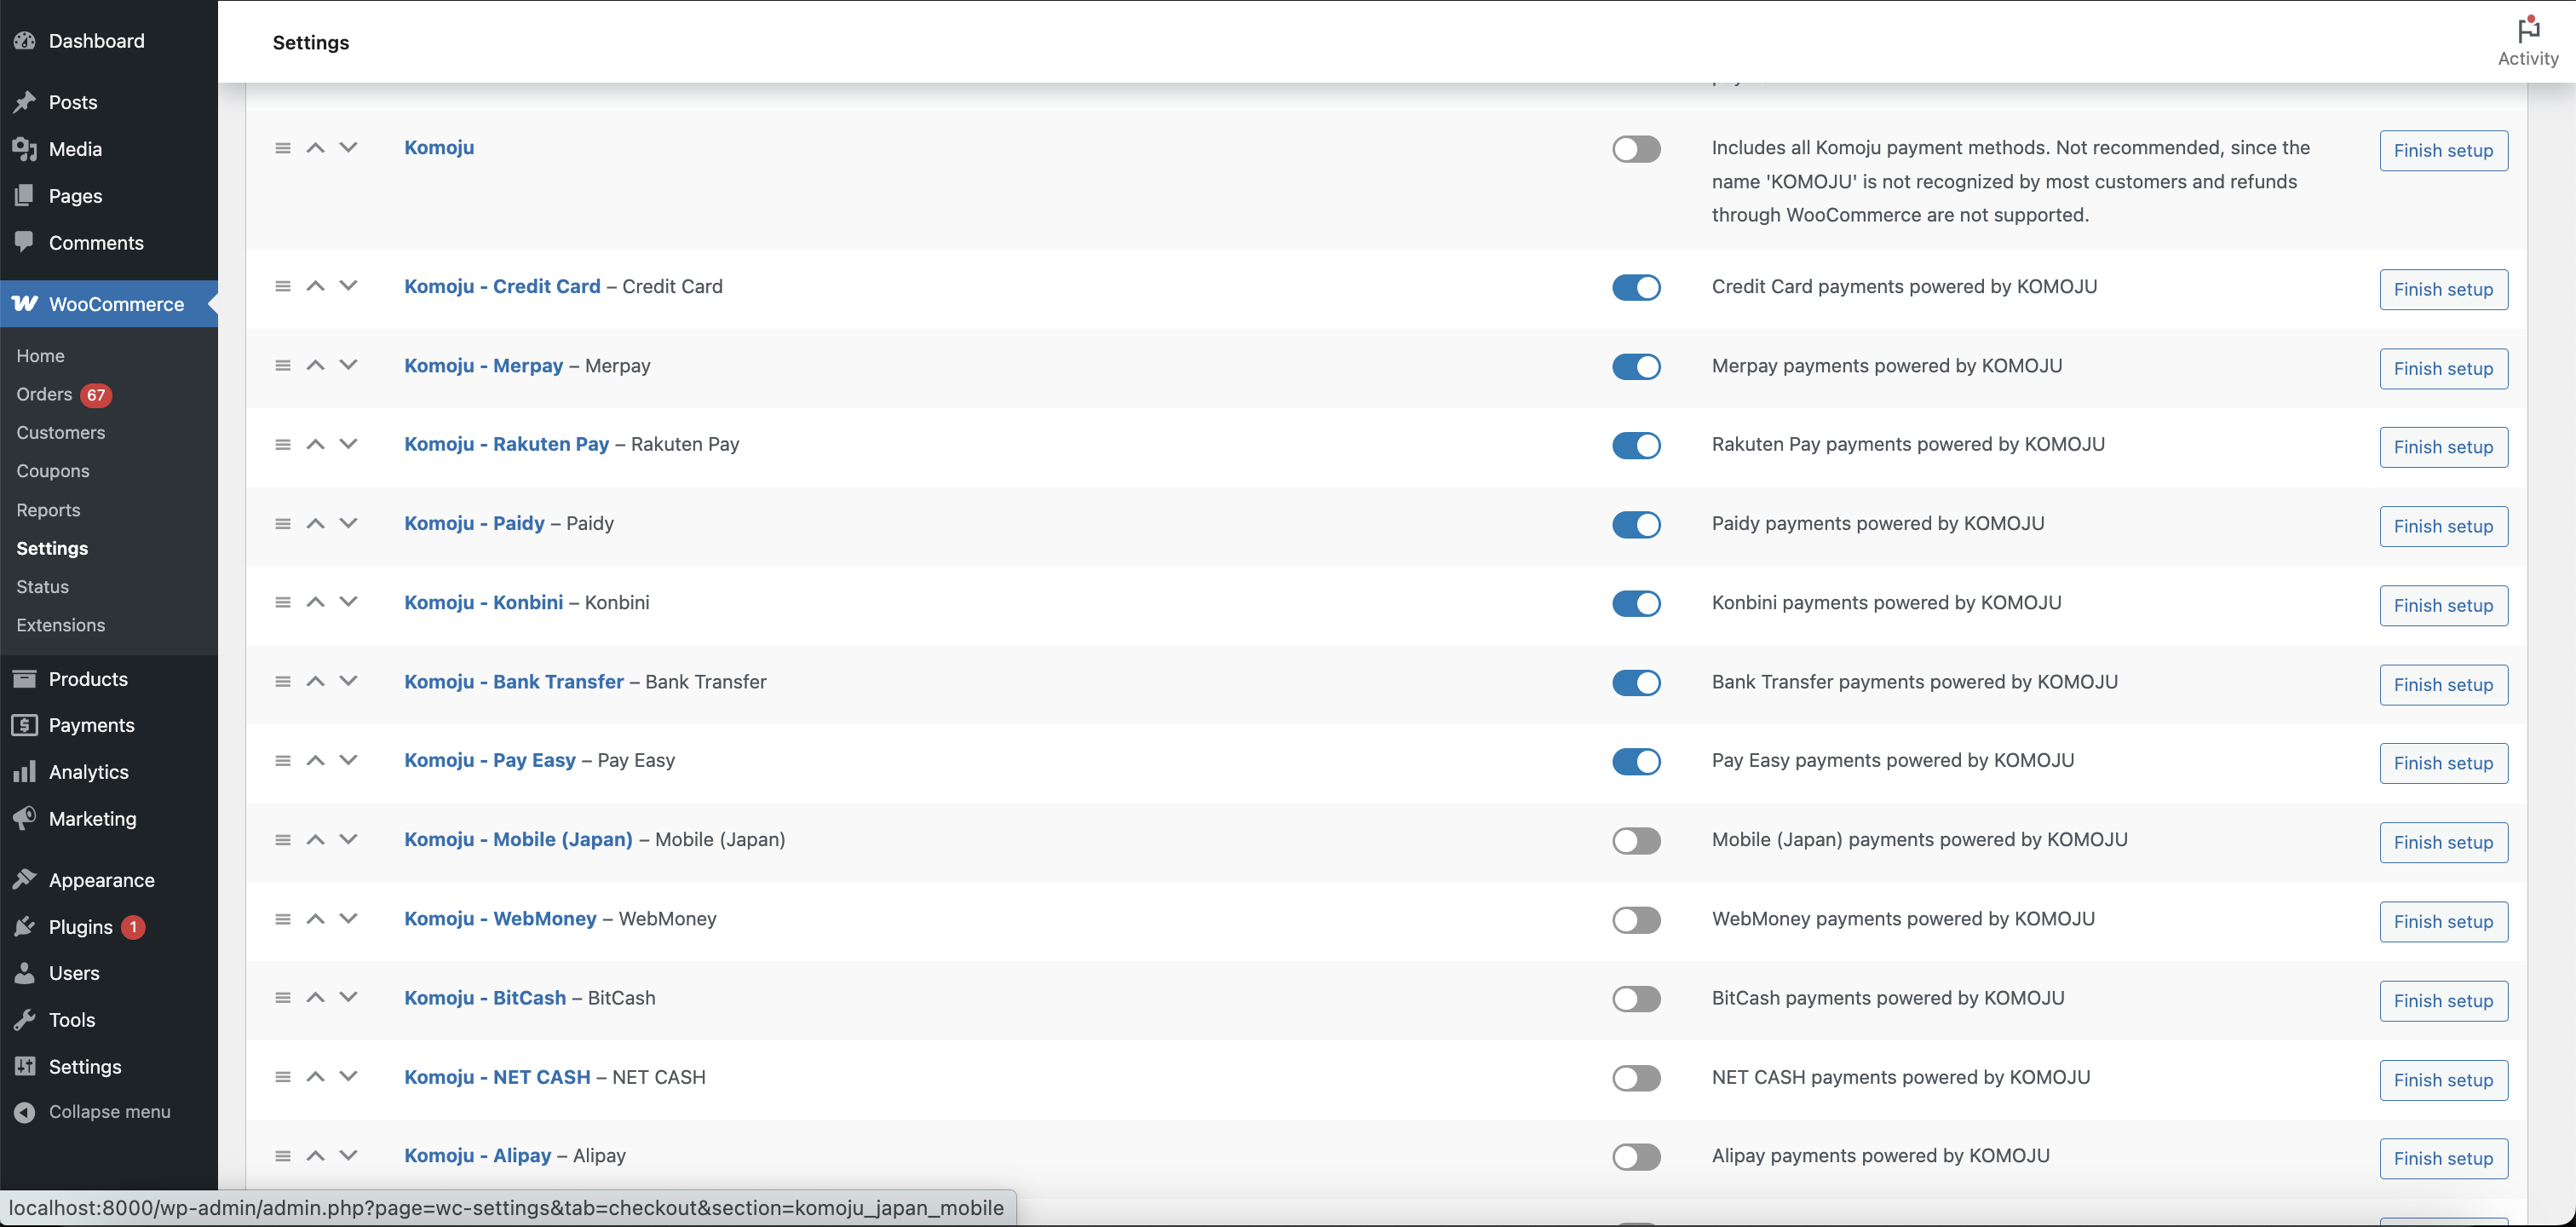 Dashboard
Posts
Media
Pages
Comments
WooCommerce
Home
Orders 67
Customers
Coupons
Reports
Settings
Status
Extensions
Products
Payments
Analytics
Marketing
Appearance
Plugins 1
Users
Tools
Settings
Collapse menu
Settings
Activity
Komoju
Includes all Komoju payment methods. Not recommended, since the
name 'KOMOJU' is not recognized by most customers and refunds
through WooCommerce are not supported.
Finish setup
Komoju - Credit Card – Credit Card
Credit Card payments powered by KOMOJU
Finish setup
Komoju - Merpay – Merpay
Merpay payments powered by KOMOJU
Finish setup
Komoju - Rakuten Pay – Rakuten Pay
Rakuten Pay payments powered by KOMOJU
Finish setup
Komoju - Paidy – Paidy
Paidy payments powered by KOMOJU
Finish setup
Komoju - Konbini – Konbini
Konbini payments powered by KOMOJU
Finish setup
Komoju - Bank Transfer – Bank Transfer
Bank Transfer payments powered by KOMOJU
Finish setup
Komoju - Pay Easy – Pay Easy
Pay Easy payments powered by KOMOJU
Finish setup
Komoju - Mobile (Japan) – Mobile (Japan)
Mobile (Japan) payments powered by KOMOJU
Finish setup
Komoju - WebMoney – WebMoney
WebMoney payments powered by KOMOJU
Finish setup
Komoju - BitCash – BitCash
BitCash payments powered by KOMOJU
Finish setup
Komoju - NET CASH – NET CASH
NET CASH payments powered by KOMOJU
Finish setup
Komoju - Alipay – Alipay
Alipay payments powered by KOMOJU
Finish setup
localhost:8000/wp-admin/admin.php?page=wc-settings&tab=checkout&section=komoju_japan_mobile